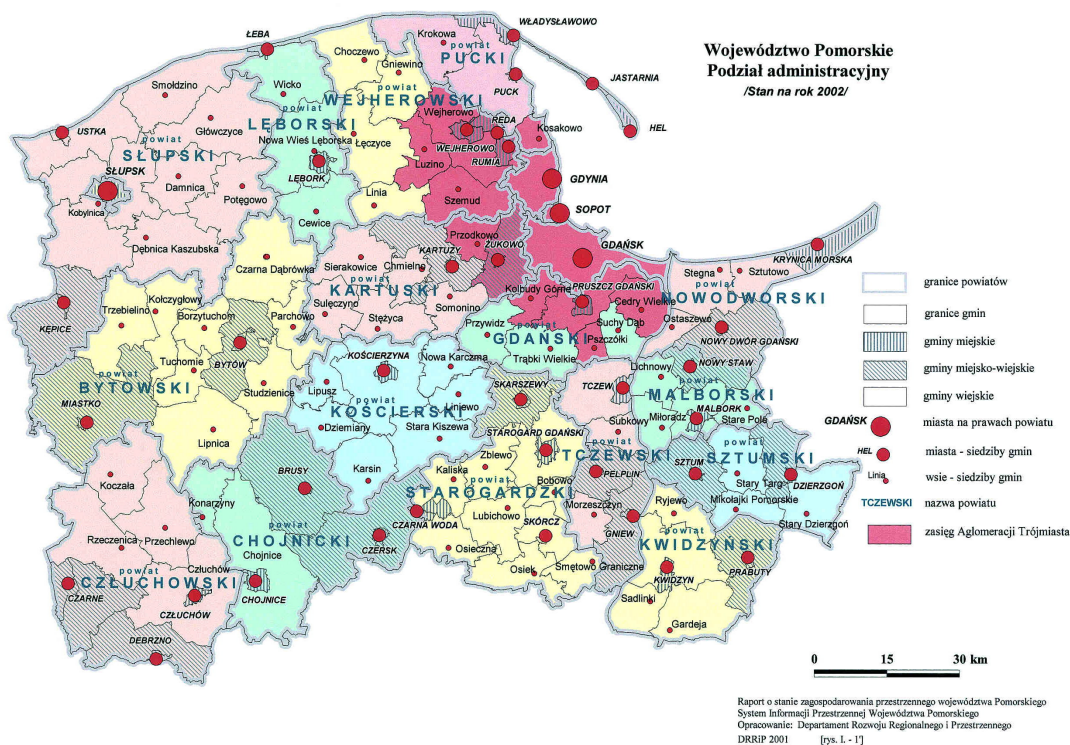 Województwo Pomorskie
Podział administracyjny
/Stan na rok 2002/
WŁADYSŁAWOWO
ŁEBA
Krokowa
powiat
PUCKI
Choczewo
Gniewino
JASTARNIA
PUCK
Smołdzino
Wicko
powiat
WEJHEROWSKI
Wejherowo
REDA
HEL
USTKA
Główczyce
powiat
LĘBORSKI
Kosakowo
powiat
SŁUPSKI
Nowa Wieś Lęborska
Łęczyce
WEJHEROWO
RUMIA
LĘBORK
Luzino
SŁUPSK
Damnica
Potęgowo
GDYNIA
Kobylnica
Linia
Szemud
SOPOT
Cewice
Przodkowo
Dębnica Kaszubska
KARTUZY
ŻUKOWO
GDAŃSK
KRYNICA MORSKA
Czarna Dąbrówka
Sierakowice
Chmielno
powiat
KARTUSKI
Stegna
Sztutowo
powiat
NOWODWORSKI
KĘPICE
Kołczygłowy
Trzebielino
Borzytuchom
Parchowo
Sulęczyno
Somonino
Stężyca
Kolbudy Górne
PRUSZCZ GDAŃSKI
Cedry Wielkie
powiat
GDAŃSKI
Przywidz
Suchy Dąb
Pszczółki
Trąbki Wielkie
Ostaszewo
NOWY DWÓR GDAŃSKI
Tuchomie
BYTÓW
powiat
BYTOWSKI
Studzienice
MIASTKO
Lipnica
KOŚCIERZYNA
Nowa Karczma
Lipusz
powiat
KOŚCIERSKI
Liniewo
Dziemiany
Stara Kiszewa
Karsin
SKARSZEWY
TCZEW
Lichnowy
NOWY STAW
powiat
MALBORSKI
MALBORK
Miłoradz
Stare Pole
STAROGARD GDAŃSKI
Subkowy
powiat
TCZEWSKI
PELPLIN
Morzeszczyn
GNIEW
SZTUM
powiat
SZTUMSKI
DZIERZGOŃ
Stary Targ
Mikołajki Pomorskie
Stary Dzierzgoń
Koczała
BRUSY
Konarzyny
powiat
CHOJNICKI
Zblewo
Kaliska
powiat
STAROGARDZKI
Bobowo
Lubichowo
CZARNA WODA
SKÓRCZ
CZERSK
Osieczna
Osiek
Smętowo Graniczne
Ryjewo
powiat
KWIDZYŃSKI
KWIDZYN
PRABUTY
Sadlinki
Gardeja
Rzeczenica
Przechlewo
Człuchów
powiat
CZŁUCHOWSKI
CZARNE
CZŁUCHÓW
Chojnice
CHOJNICE
DEBRZNO
granice powiatów
granice gmin
gminy miejskie
gminy miejsko-wiejskie
gminy wiejskie
GDAŃSK miasta na prawach powiatu
HEL miasta - siedziby gmin
Linia wsie - siedziby gmin
TCZEWSKI nazwa powiatu
zasięg Aglomeracji Trójmiasta
0 15 30 km
Raport o stanie zagospodarowania przestrzennego województwa Pomorskiego
System Informacji Przestrzennej Województwa Pomorskiego
Opracowanie: Departament Rozwoju Regionalnego i Przestrzennego
DRRiP 2001 [rys. I. - 1']